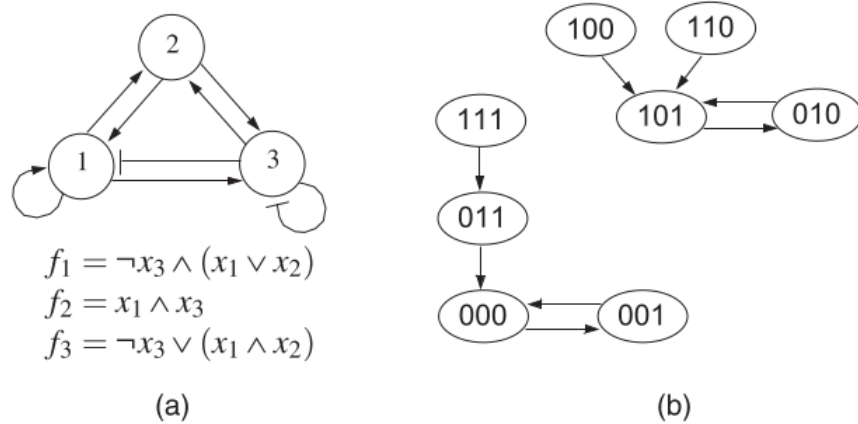 2
1
3
f₁ = ¬x₃ ∧ (x₁ ∨ x₂)
f₂ = x₁ ∧ x₃
f₃ = ¬x₃ ∨ (x₁ ∧ x₂)
(a)
100 110
111 101 010
011
000 001
(b)